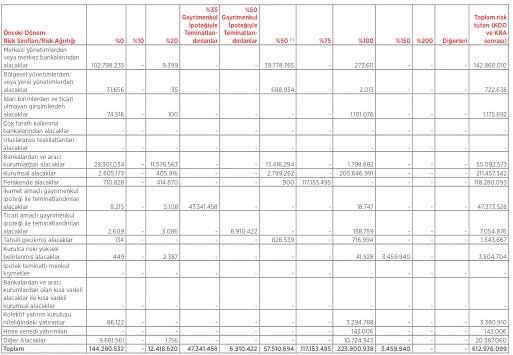 Önceki Dönem
Risk Sınıfları/Risk Ağırlığı %0 %10 %20 %35 Gayrimenkul İpoteğiyle Teminatlan-dırılanlar %50 Gayrimenkul İpoteğiyle Teminatlan-dırılanlar %50 (*) %75 %100 %150 %200 Diğerleri Toplam risk tutarı (KDO ve KRA sonrası)
Merkezi yönetimlerden
veya merkez bankalarından
alacaklar 102.798.235 - 9.399 - - 39.778.765 - 273.611 - - - 142.860.010
Bölgesel yönetimlerden
veya yerel yönetimlerden
alacaklar 31.656 - 35 - - 688.934 - 2.013 - - - 722.638
İdari birimlerden ve ticari
olmayan girişimlerden
alacaklar 74.516 - 100 - - - - 1.101.076 - - - 1.175.692
Çok taraflı kalkınma
bankalarından alacaklar - - - - - - - - - - - -
Uluslararası teşkilatlardan
alacaklar - - - - - - - - - - - -
Bankalardan ve aracı
kurumlardan alacaklar 28.301.034 - 11.576.563 - - 13.416.294 - 1.798.682 - - - 55.092.573
Kurumsal alacaklar 2.605.173 - 405.916 - - 2.799.262 - 205.646.991 - - - 211.457.342
Perakende alacaklar 710.828 - 414.870 - - 900 117.153.495 - - - - 118.280.093
İkamet amaçlı gayrimenkul
ipoteği ile teminatlandırılan
alacaklar 8.215 - 5.108 47.341.458 - - - 18.747 - - - 47.373.528
Ticari amaçlı gayrimenkul
ipoteği ile teminatlandırılan
alacaklar 2.609 - 3.086 - 6.910.422 - - 138.759 - - - 7.054.876
Tahsili gecikmiş alacaklar 134 - - - - 826.539 - 716.994 - - - 1.543.667
Kurulca riski yüksek
belirlenmiş alacaklar 449 - 2.387 - - - - 41.928 3.459.940 - - 3.504.704
İpotek teminatlı menkul
kıymetler - - - - - - - - - - - -
Bankalardan ve aracı
kurumlardan olan kısa vadeli
alacaklar ile kısa vadeli
kurumsal alacaklar - - - - - - - - - - - -
Kolektif yatırım kuruluşu
niteliğindeki yatırımlar 86.122 - - - - - - 3.294.788 - - - 3.380.910
Hisse senedi yatırımları - - - - - - - 143.006 - - - 143.006
Diğer Alacaklar 9.661.561 - 1.156 - - - - 10.724.343 - - - 20.387.060
Toplam 144.280.532 - 12.418.620 47.341.458 6.910.422 57.510.694 117.153.495 223.900.938 3.459.940 - - 612.976.099